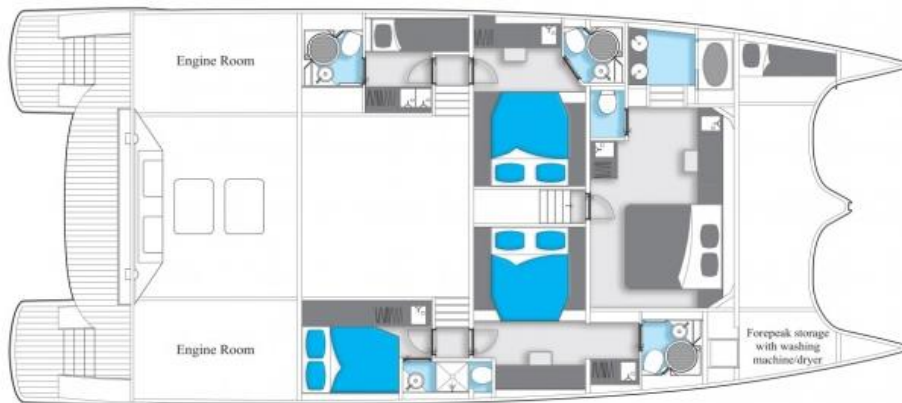 Engine Room
Engine Room
Forepeak storage
with washing
machine/dryer